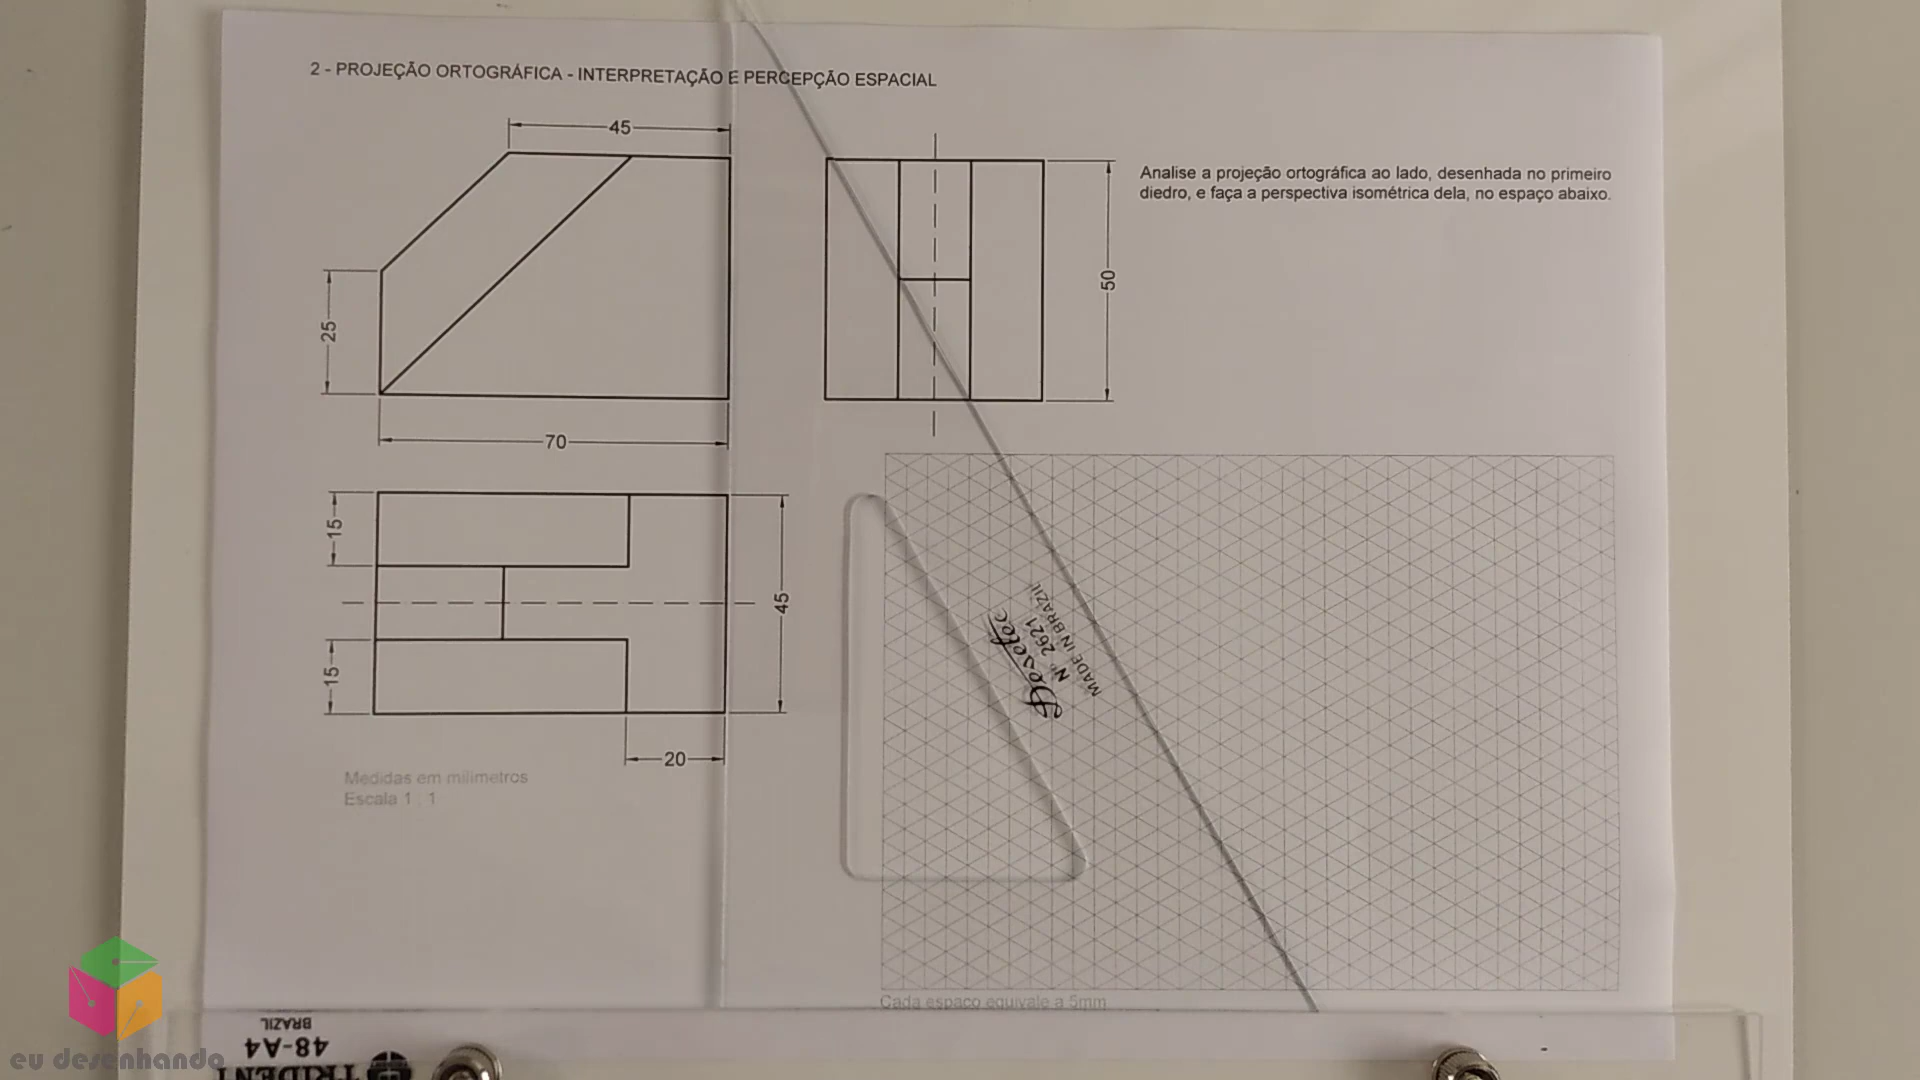 2 - PROJEÇÃO ORTOGRÁFICA - INTERPRETAÇÃO E PERCEPÇÃO ESPACIAL
45
25
70
50
Analise a projeção ortográfica ao lado, desenhada no primeiro
diedro, e faça a perspectiva isométrica dela, no espaço abaixo.
15
15
45
20
Medidas em milímetros
Escala 1 : 1
Desetec
Nº 2621
MADE IN BRAZIL
Cada espaço equivale a 5mm
BRAZIL
48-A4
TRIDENT
eu desenhando